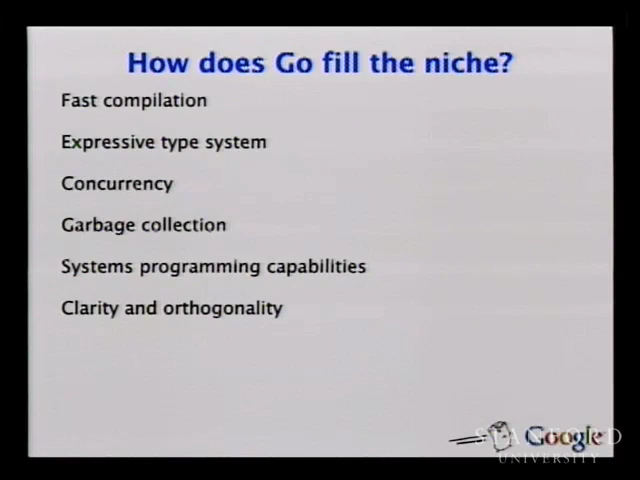 How does Go fill the niche?
Fast compilation
Expressive type system
Concurrency
Garbage collection
Systems programming capabilities
Clarity and orthogonality
Google
STANFORD
UNIVERSITY